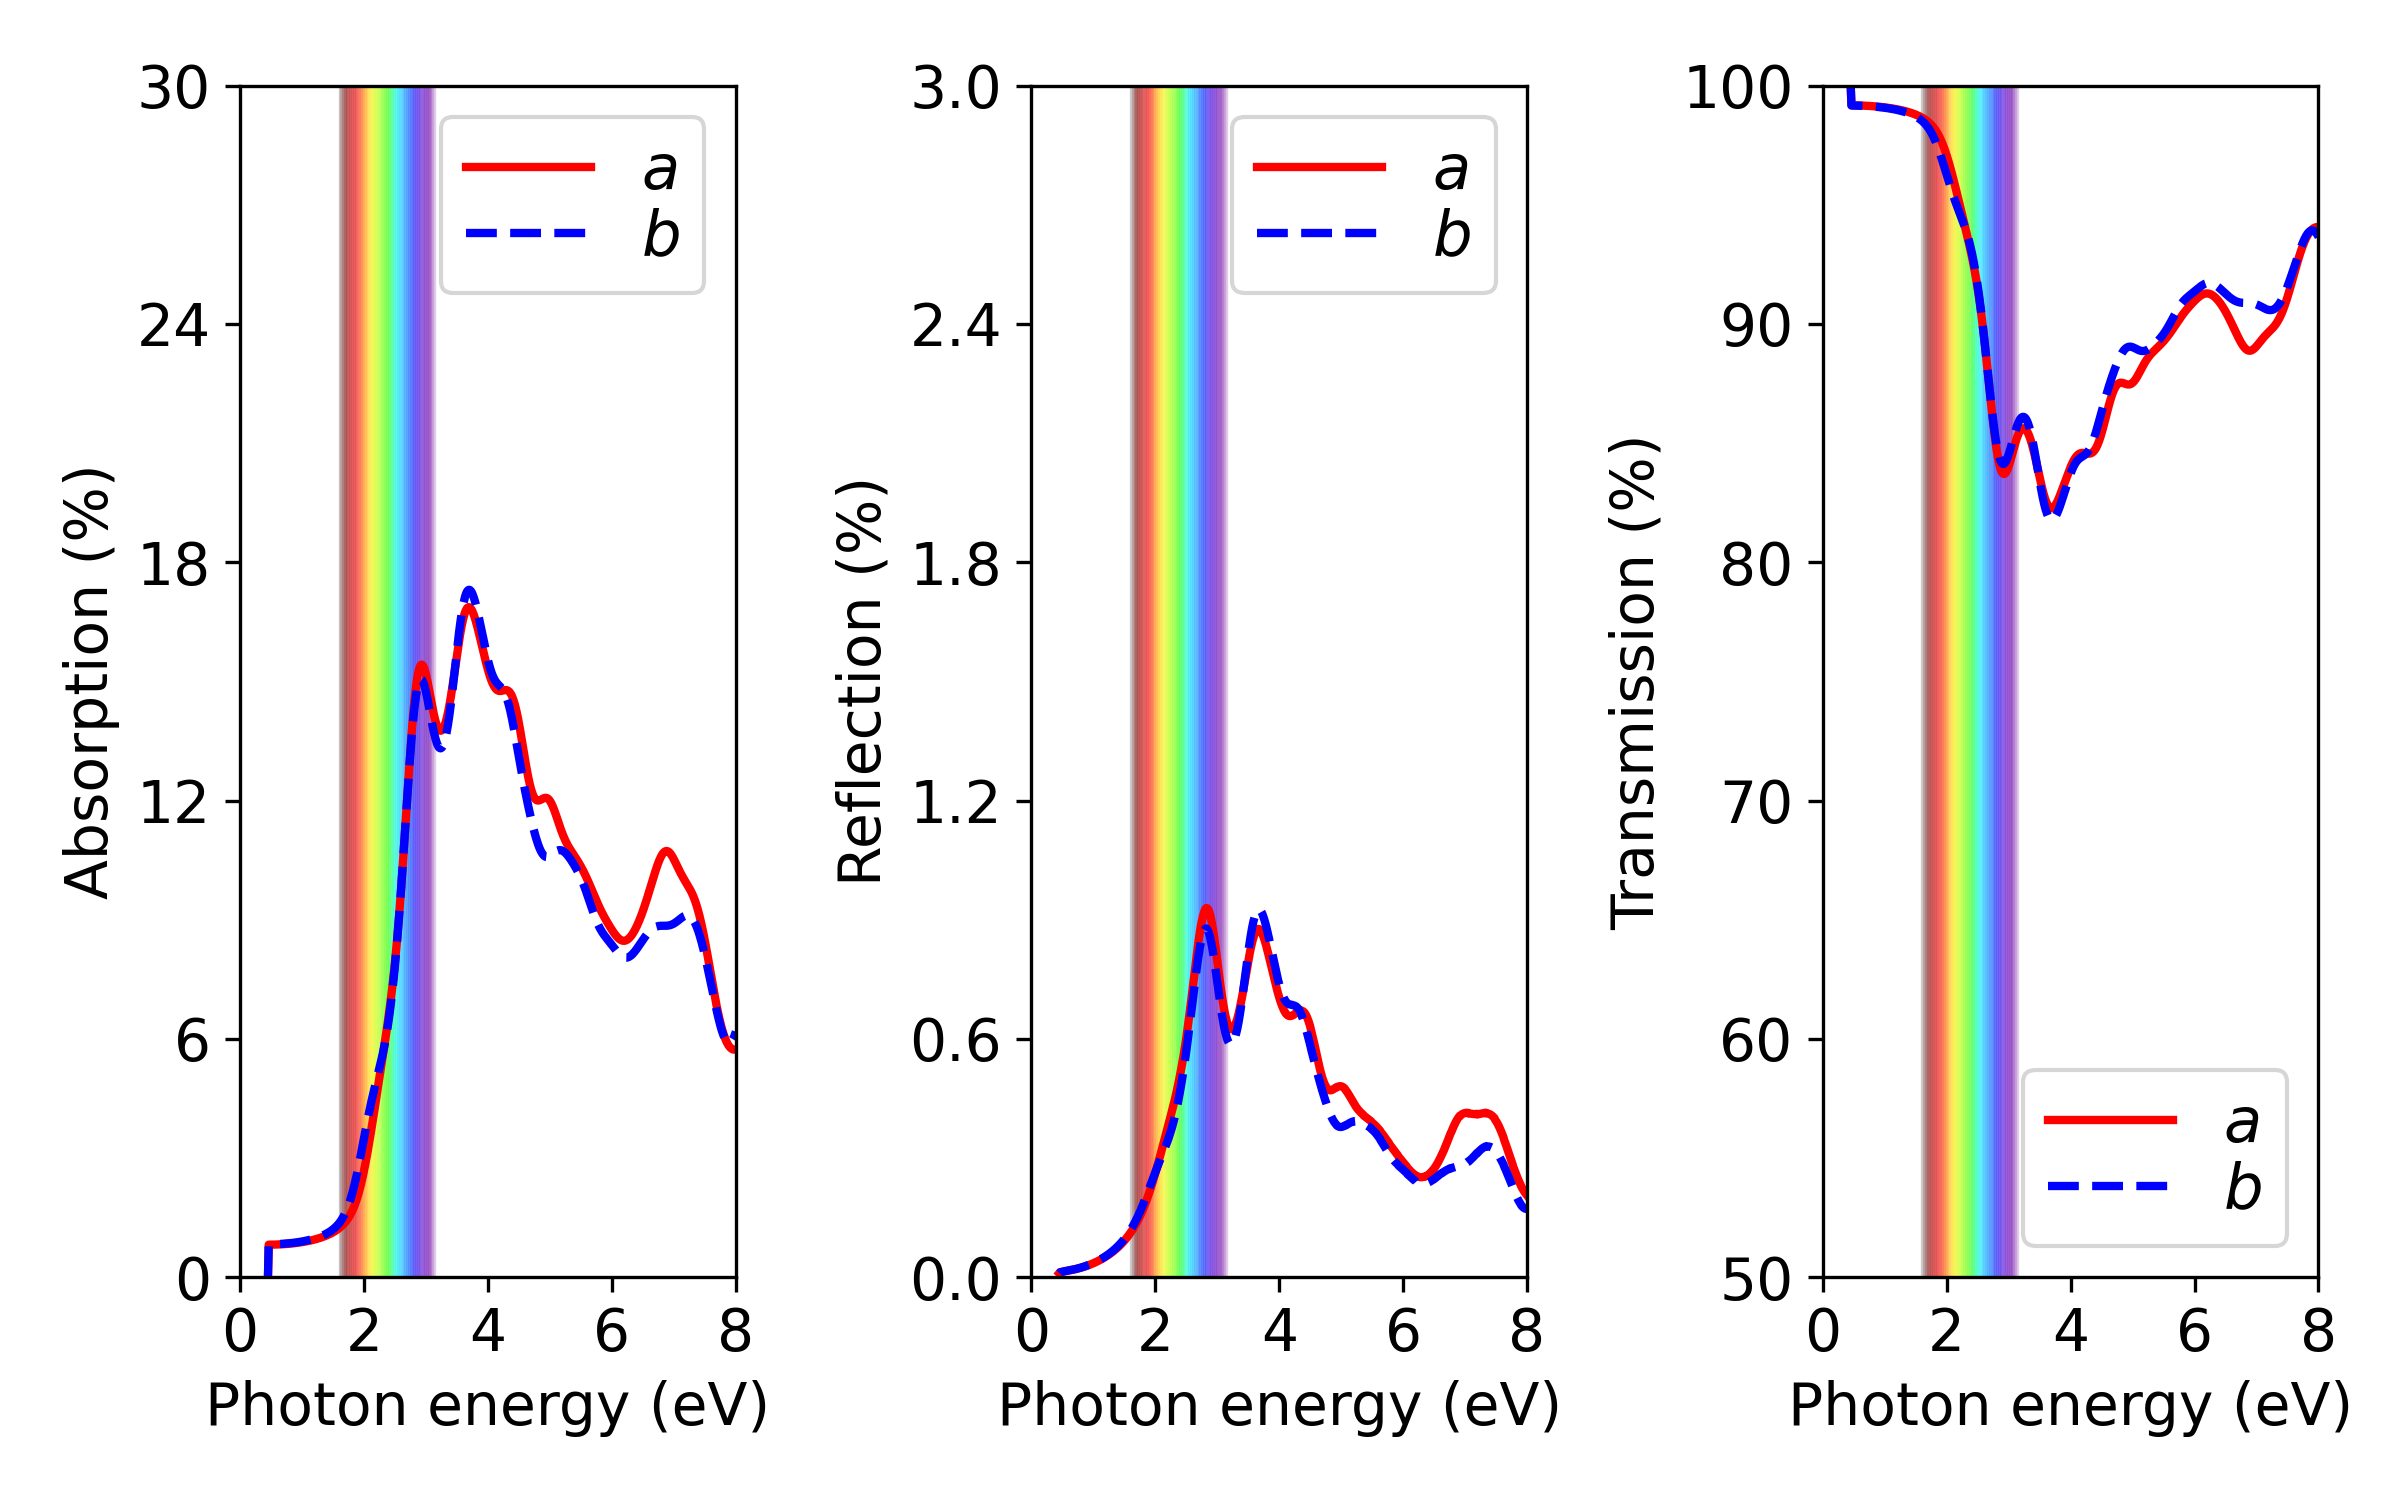 Absorption (%)
30
24
18
12
6
0
0 2 4 6 8
Photon energy (eV)
a
b
Reflection (%)
3.0
2.4
1.8
1.2
0.6
0.0
0 2 4 6 8
Photon energy (eV)
a
b
Transmission (%)
100
90
80
70
60
50
0 2 4 6 8
Photon energy (eV)
a
b